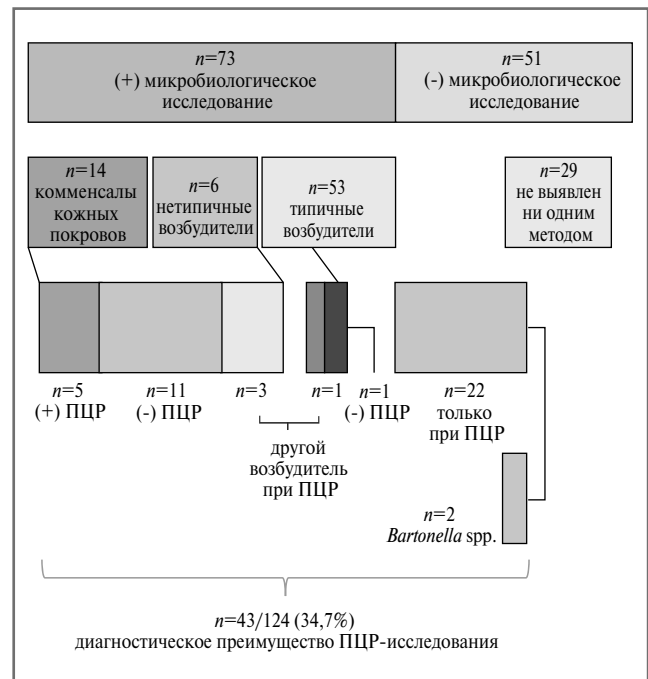 n=73
(+) микробиологическое
исследование
n=51
(-) микробиологическое
исследование
n=14
комменсалы
кожных
покровов
n=6
нетипичные
возбудители
n=53
типичные
возбудители
n=29
не выявлен
ни одним
методом
n=5
(+) ПЦР
n=11
(-) ПЦР
n=3
n=1
n=1
(-) ПЦР
n=22
только
при ПЦР
другой
возбудитель
при ПЦР
n=2
Bartonella spp.
n=43/124 (34,7%)
диагностическое преимущество ПЦР-исследования